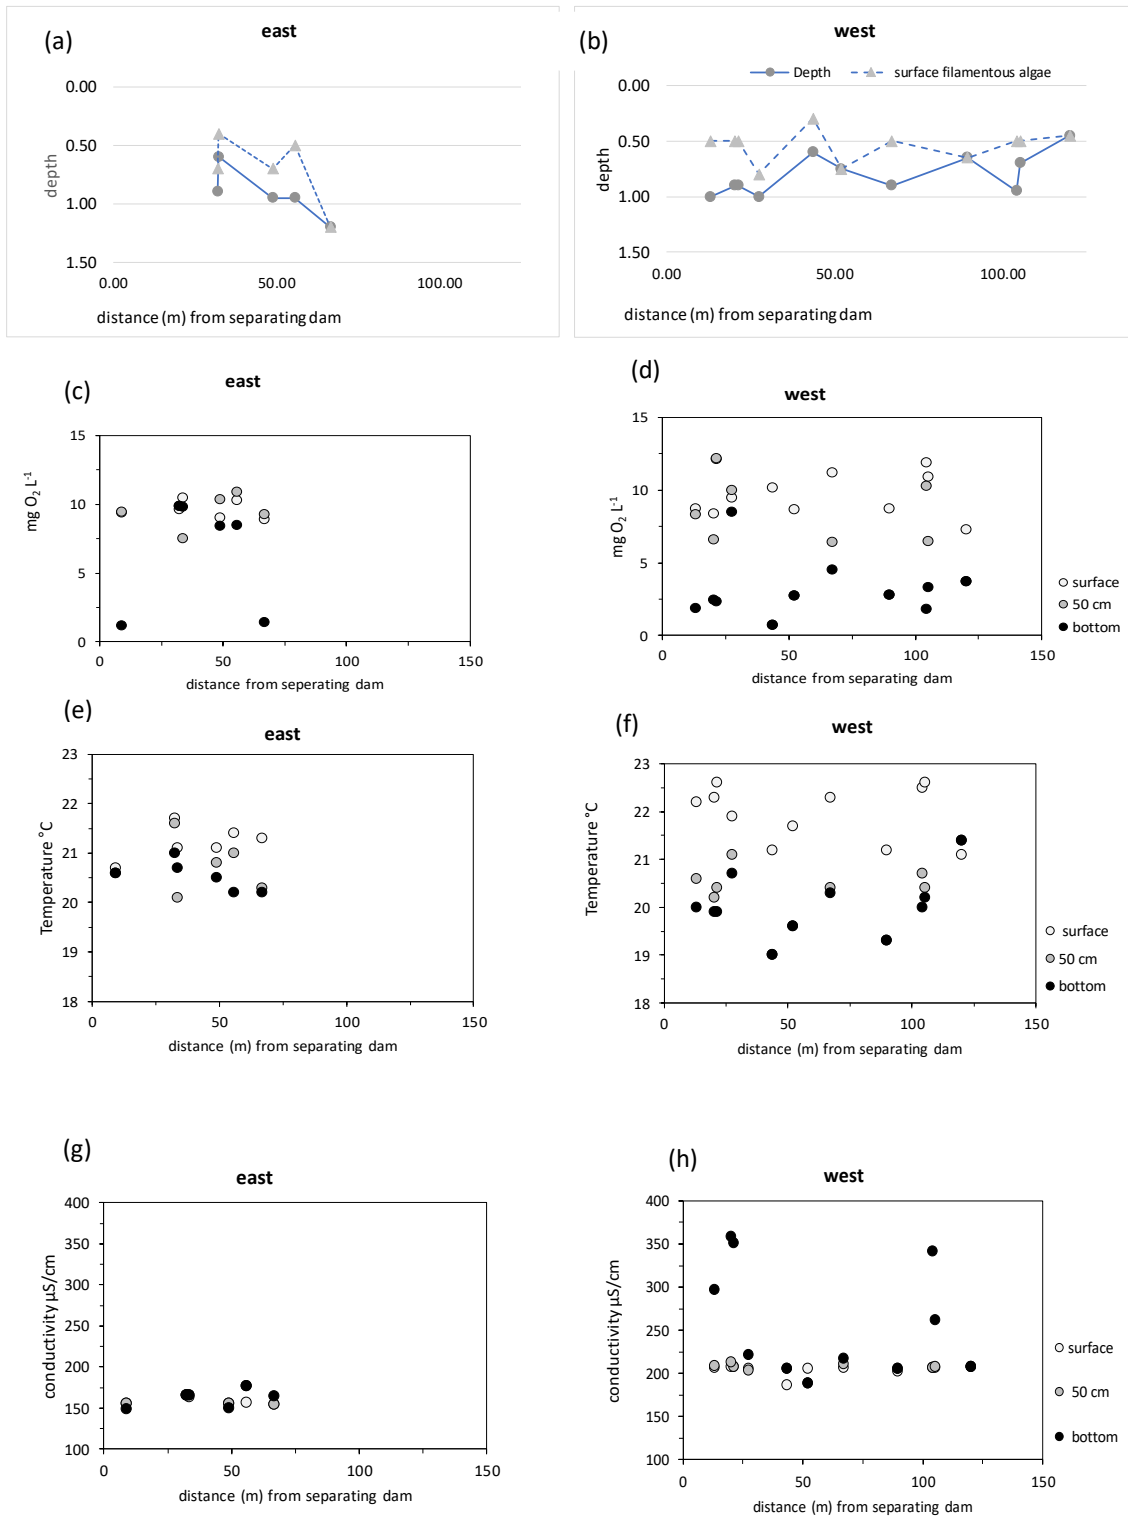 (a)
east
0.00
0.50
1.00
1.50
depth
0.00 50.00 100.00
distance (m) from separating dam
(b)
west
Depth
surface filamentous algae
0.00
0.50
1.00
1.50
depth
0.00 50.00 100.00
distance (m) from separating dam
(c)
east
15
10
5
0
mg O₂ L⁻¹
0 50 100 150
distance from seperating dam
(d)
west
15
10
5
0
mg O₂ L⁻¹
0 50 100 150
distance from separating dam
surface
50 cm
bottom
(e)
east
23
22
21
20
19
18
Temperature °C
0 50 100 150
distance (m) from separating dam
(f)
west
23
22
21
20
19
18
Temperature °C
0 50 100 150
distance (m) from separating dam
surface
50 cm
bottom
(g)
east
400
350
300
250
200
150
100
conductivity µS/cm
0 50 100 150
distance (m) from separating dam
(h)
west
400
350
300
250
200
150
100
conductivity µS/cm
0 50 100 150
distance (m) from separating dam
surface
50 cm
bottom